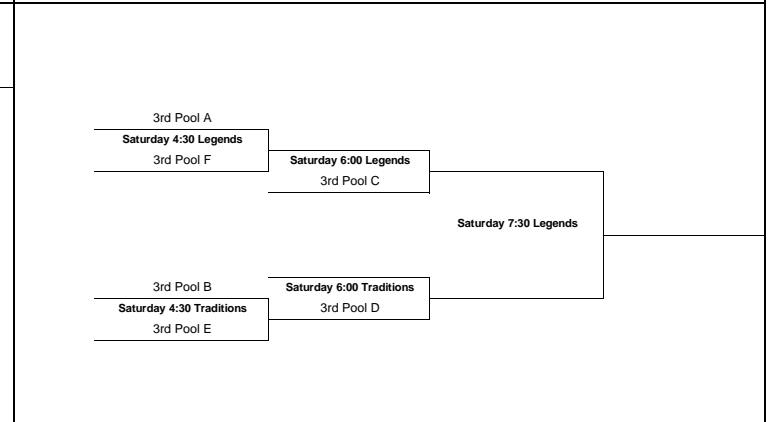 3rd Pool A
Saturday 4:30 Legends
3rd Pool F
Saturday 6:00 Legends
3rd Pool C
Saturday 7:30 Legends
3rd Pool B
Saturday 6:00 Traditions
Saturday 4:30 Traditions
3rd Pool D
3rd Pool E